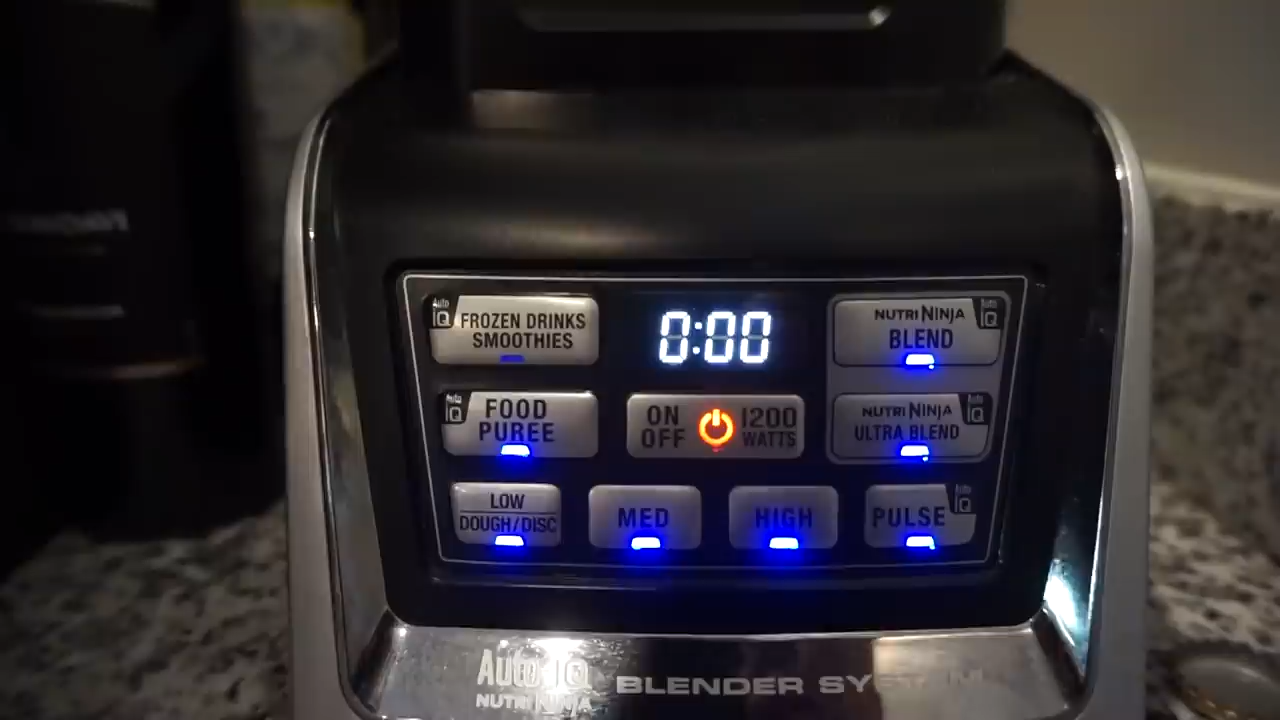 Auto
IQ
FROZEN DRINKS
SMOOTHIES
0:00
NUTRI NINJA
BLEND
Auto
IQ
Auto
IQ
FOOD
PUREE
ON
OFF
1200
WATTS
NUTRI NINJA
ULTRA BLEND
Auto
IQ
LOW
DOUGH/DISC
MED
HIGH
PULSE
Auto
IQ
Auto IQ
NUTRI NINJA
BLENDER SYSTEM